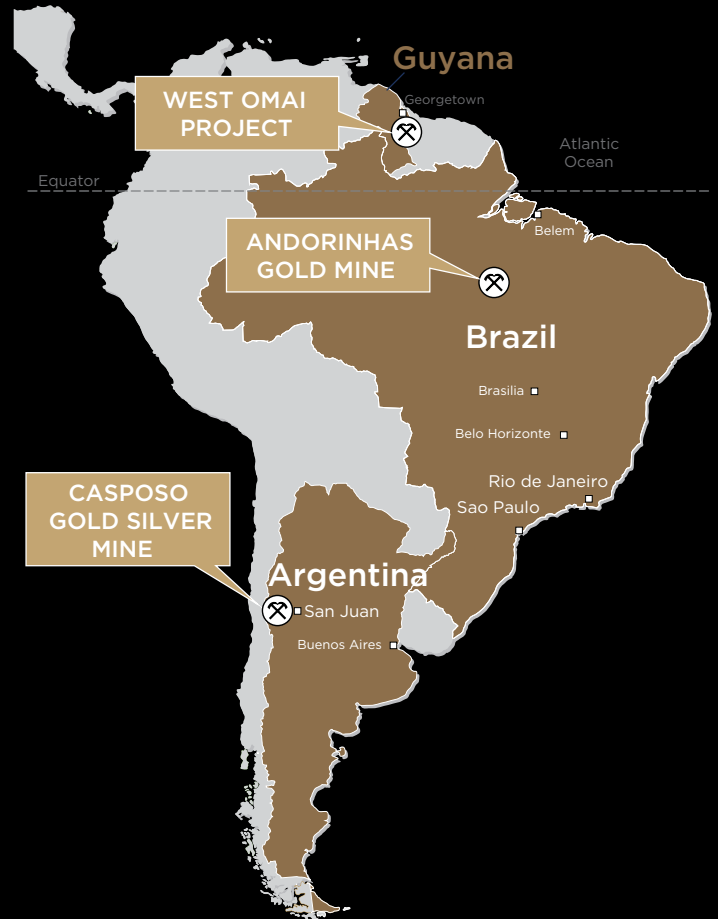 Guyana
Georgetown
WEST OMAI
PROJECT
Atlantic
Ocean
Equator
Belem
ANDORINHAS
GOLD MINE
Brazil
Brasilia
Belo Horizonte
Rio de Janeiro
Sao Paulo
CASPOSO
GOLD SILVER
MINE
Argentina
San Juan
Buenos Aires